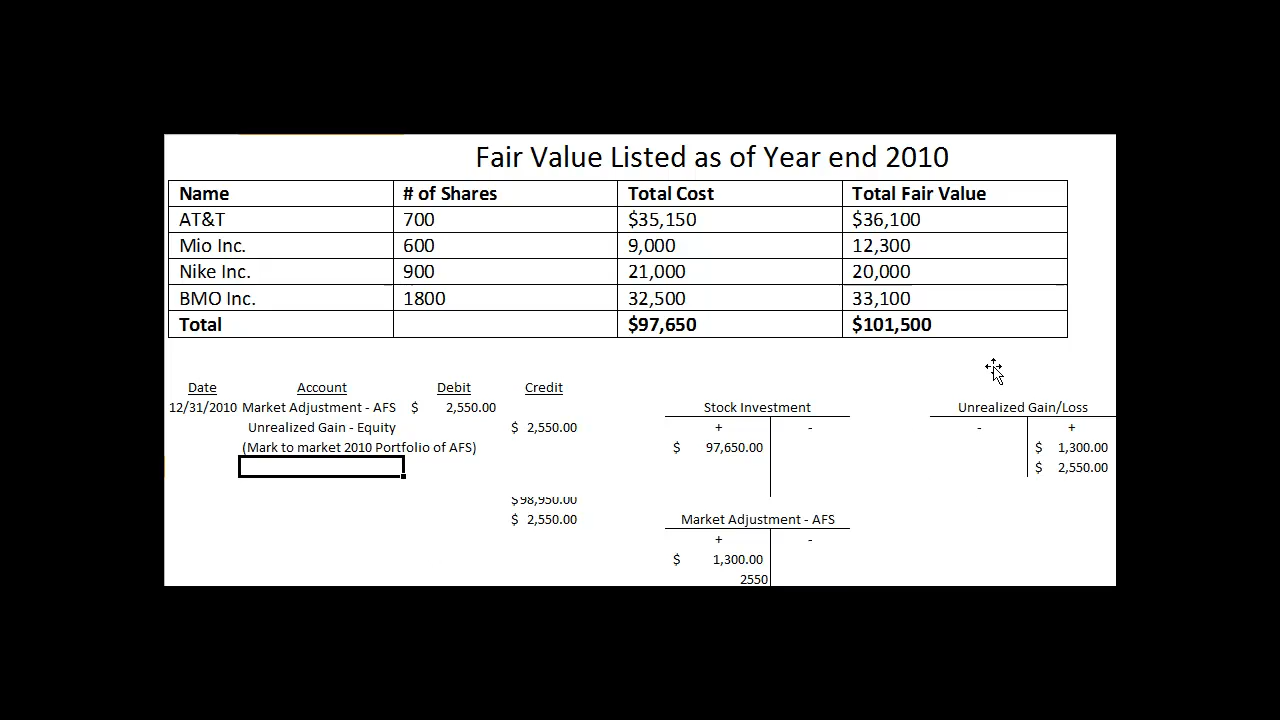 Fair Value Listed as of Year end 2010
Name # of Shares Total Cost Total Fair Value
AT&T 700 $35,150 $36,100
Mio Inc. 600 9,000 12,300
Nike Inc. 900 21,000 20,000
BMO Inc. 1800 32,500 33,100
Total $97,650 $101,500
Date Account Debit Credit
12/31/2010 Market Adjustment - AFS $ 2,550.00
Unrealized Gain - Equity $ 2,550.00
(Mark to market 2010 Portfolio of AFS)
$98,950.00
$ 2,550.00
Stock Investment
+ -
$ 97,650.00
Market Adjustment - AFS
+ -
$ 1,300.00
2550
Unrealized Gain/Loss
- +
$ 1,300.00
$ 2,550.00